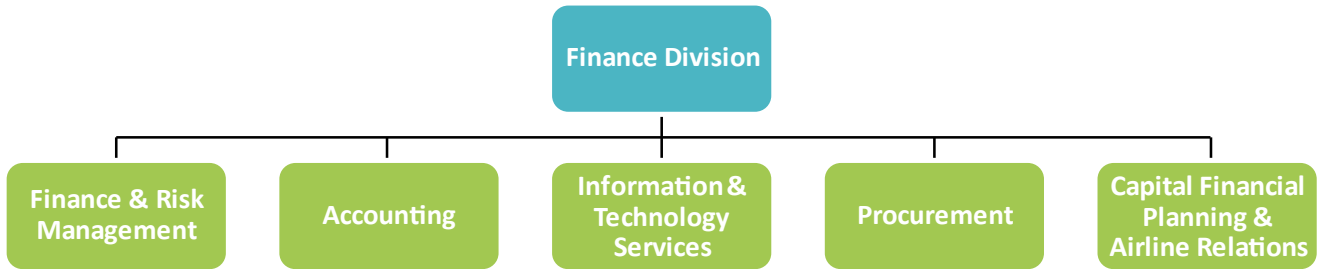 Finance Division
Finance & Risk
Management
Accounting
Information &
Technology
Services
Procurement
Capital Financial
Planning &
Airline Relations